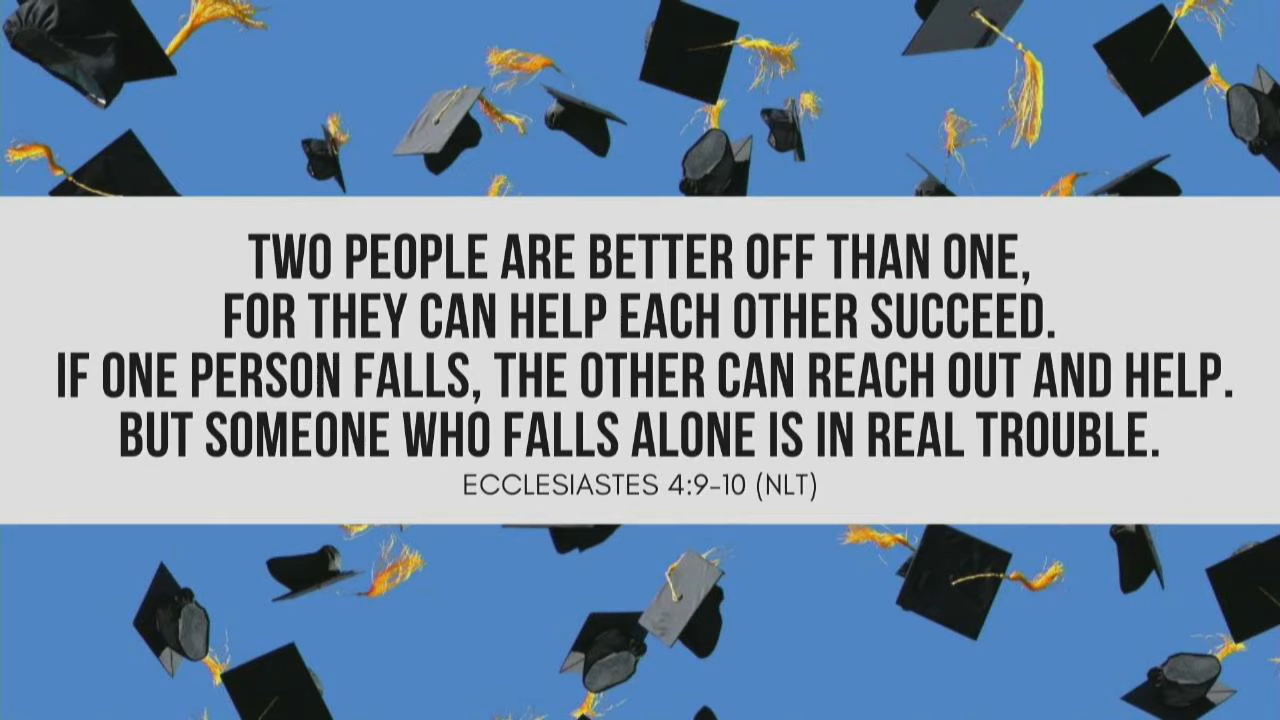 TWO PEOPLE ARE BETTER OFF THAN ONE,
FOR THEY CAN HELP EACH OTHER SUCCEED.
IF ONE PERSON FALLS, THE OTHER CAN REACH OUT AND HELP.
BUT SOMEONE WHO FALLS ALONE IS IN REAL TROUBLE.
ECCLESIASTES 4:9-10 (NLT)